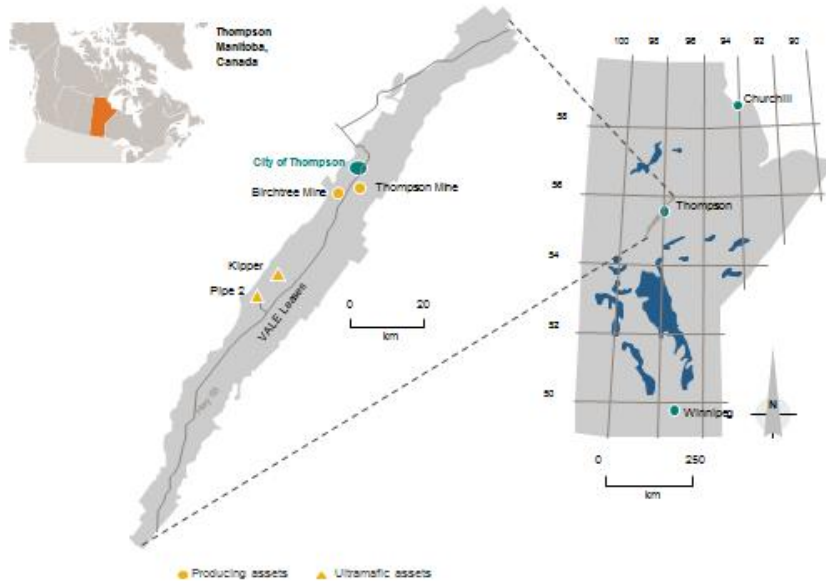 Thompson
Manitoba,
Canada
City of Thompson
Birchtree Mine
Thompson Mine
Kipper
Pipe 2
VALE Leases
0 20
km
Producing assets
Ultramafic assets
100 98 96 94 92 90
58
56
54
52
50
Churchill
Thompson
Winnipeg
N
0 250
km